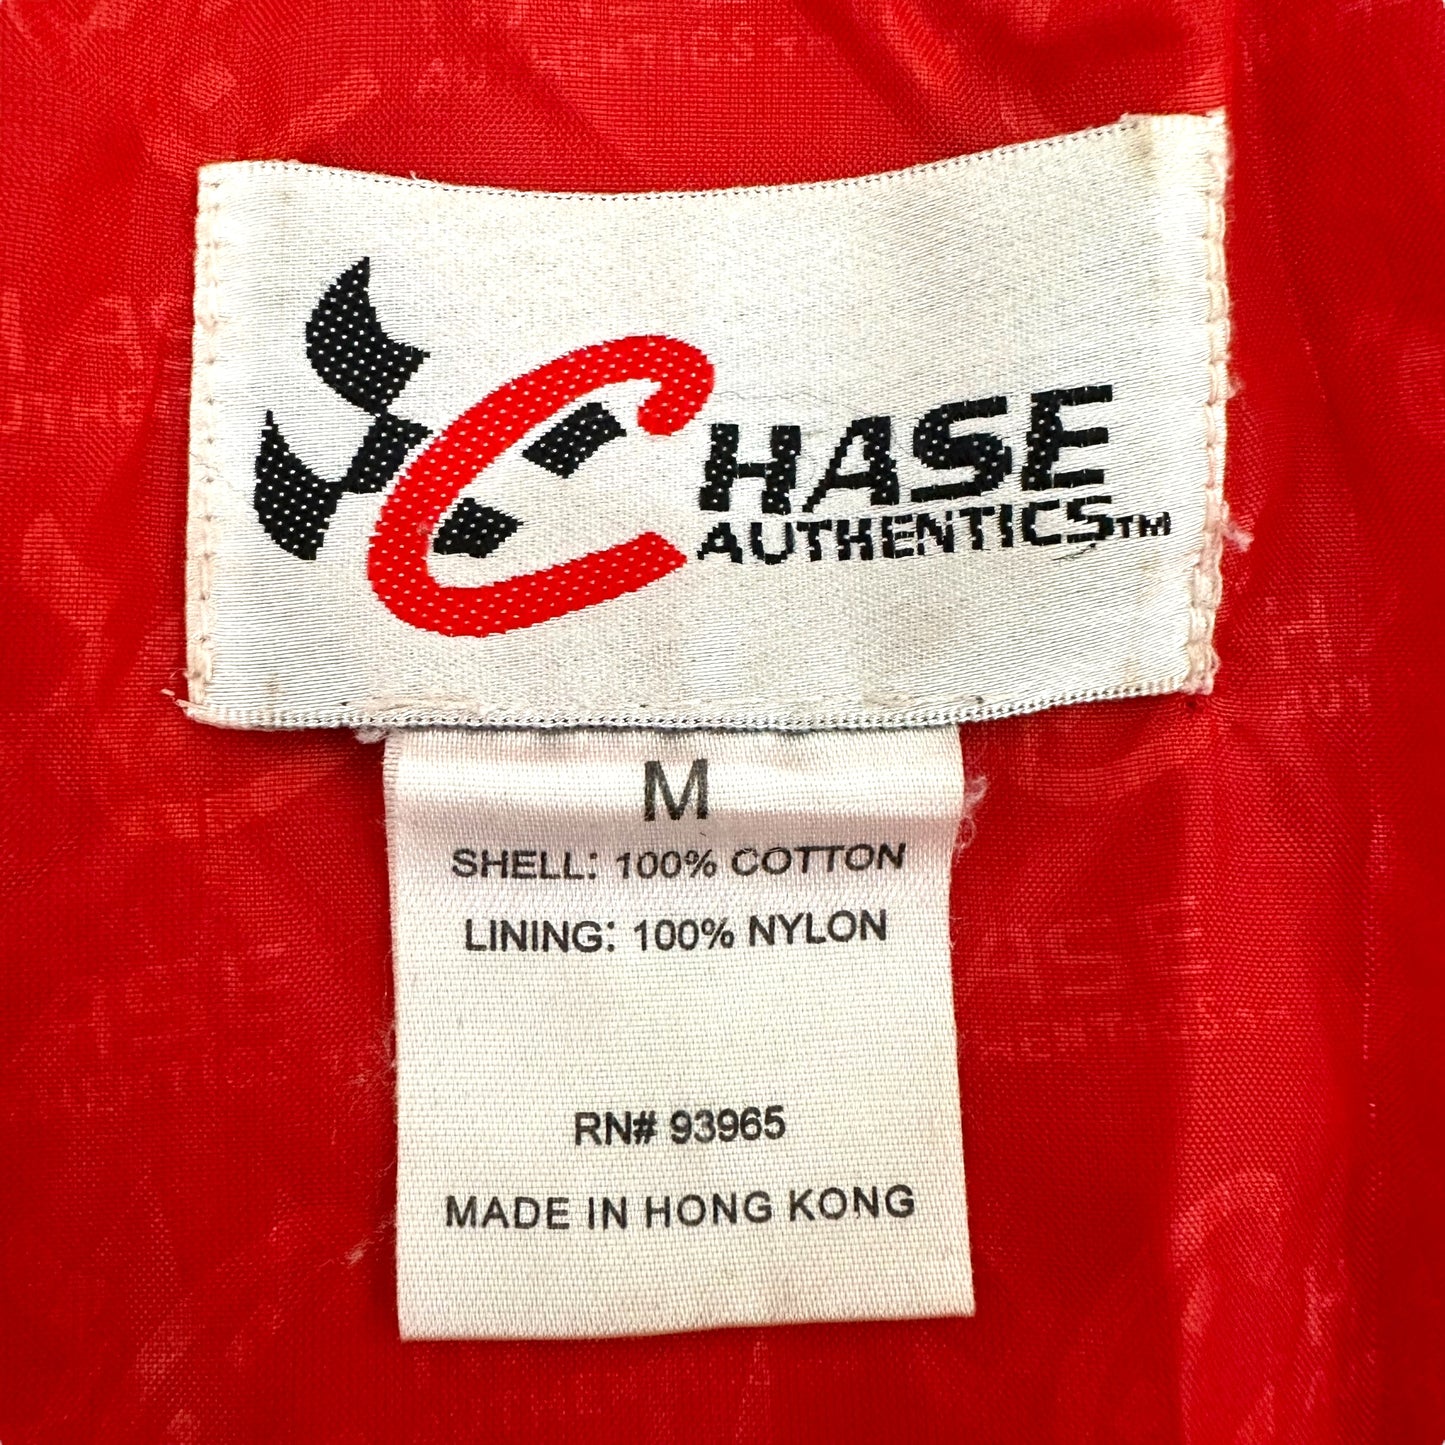 CHASE
AUTHENTICS™
M
SHELL: 100% COTTON
LINING: 100% NYLON
RN# 93965
MADE IN HONG KONG